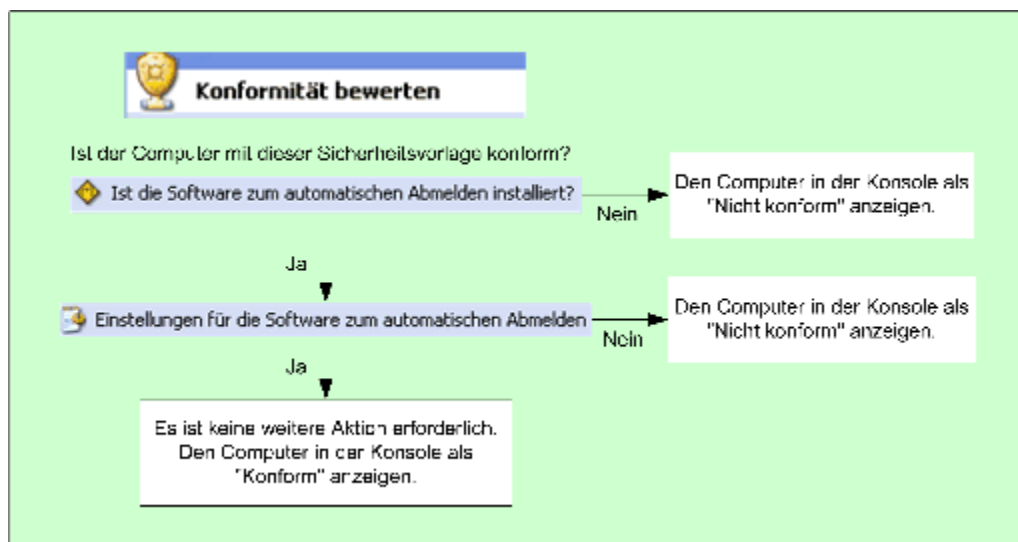 Konformität bewerten
Ist der Computer mit dieser Sicherheitsvorlage konform?
Ist die Software zum automatischen Abmelden installiert?
Nein
Den Computer in der Konsole als
"Nicht konform" anzeigen.
Ja
Einstellungen für die Software zum automatischen Abmelden
Nein
Den Computer in der Konsole als
"Nicht konform" anzeigen.
Ja
Es ist keine weitere Aktion erforderlich.
Den Computer in der Konsole als
"Konform" anzeigen.